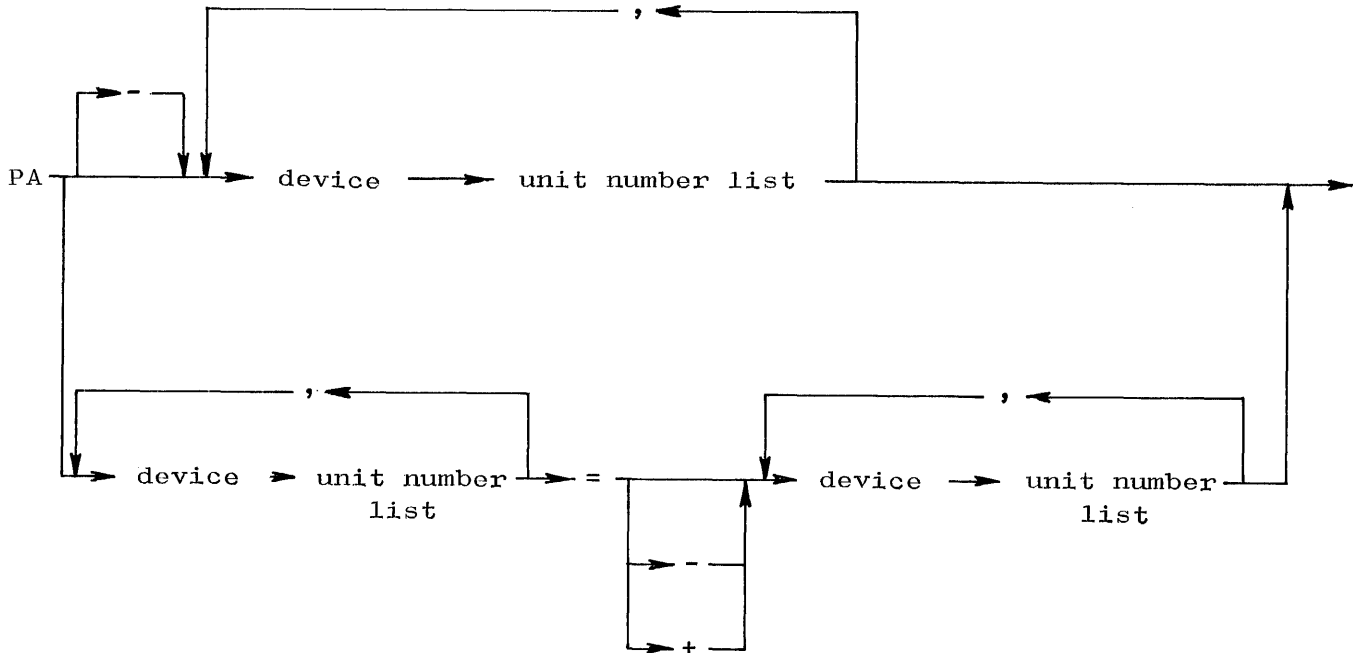 ,
-
PA device unit number list
, ,
device unit number list = device unit number list
-
+